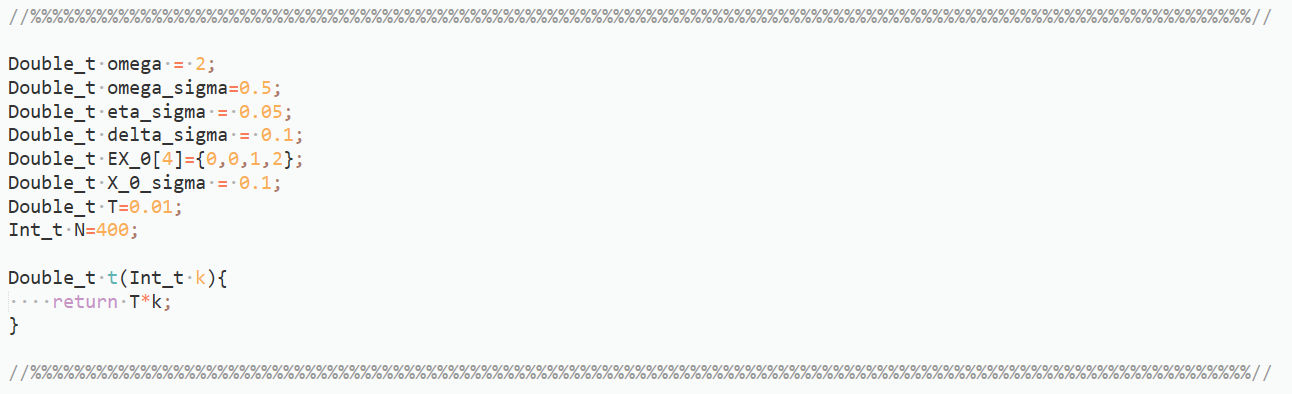 //%%%%%%%%%%%%%%%%%%%%%%%%%%%%%%%%%%%%%%%%%%%%%%%%%%%%%%%%%%%%%%%%%%%%%%%%%%%%%%%%%%%%%%%%%%%%%%%%%%%%%%%%%%%%%%%%%//
Double_t omega = 2;
Double_t omega_sigma=0.5;
Double_t eta_sigma = 0.05;
Double_t delta_sigma = 0.1;
Double_t EX_0[4]={0,0,1,2};
Double_t X_0_sigma = 0.1;
Double_t T=0.01;
Int_t N=400;
Double_t t(Int_t k){
    return T*k;
}
//%%%%%%%%%%%%%%%%%%%%%%%%%%%%%%%%%%%%%%%%%%%%%%%%%%%%%%%%%%%%%%%%%%%%%%%%%%%%%%%%%%%%%%%%%%%%%%%%%%%%%%%%%%%%%%%%%//